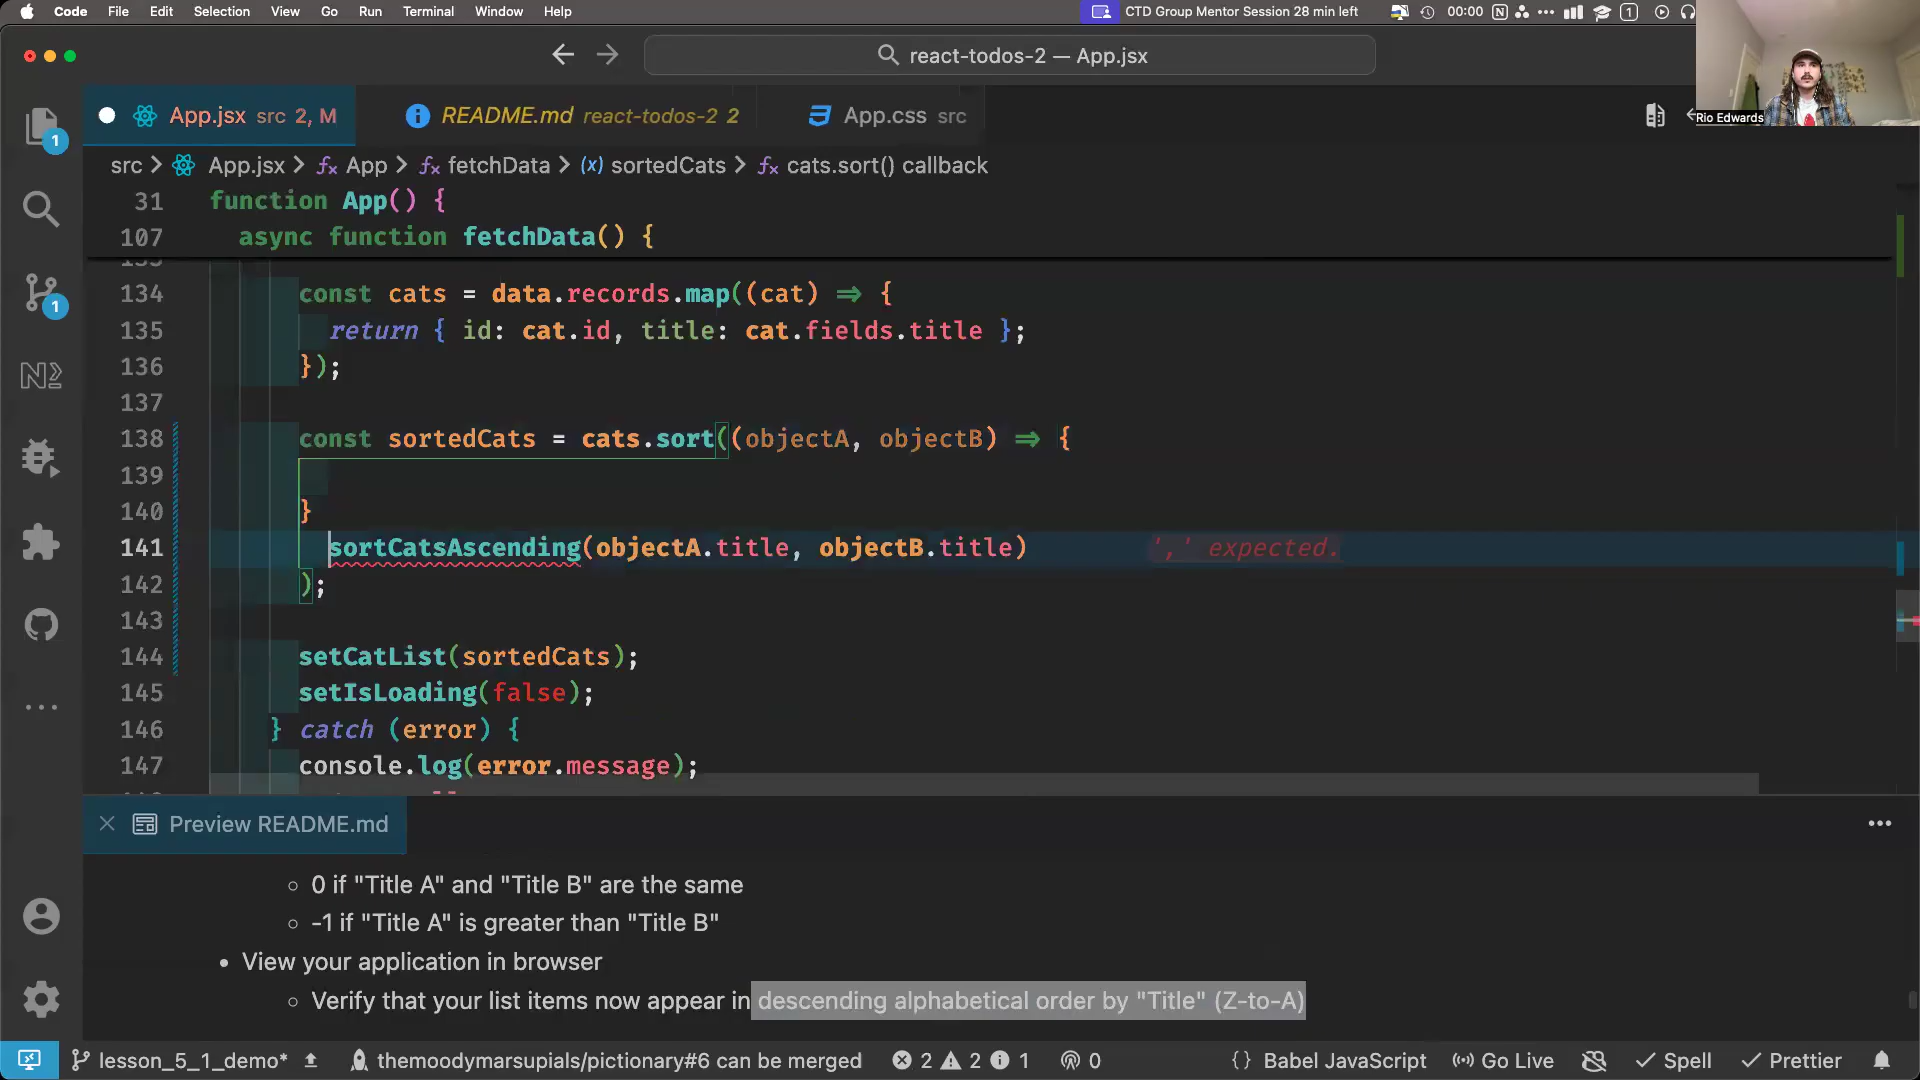 Code File Edit Selection View Go Run Terminal Window Help CTD Group Mentor Session 28 min left 00:00 1
react-todos-2 — App.jsx
Rio Edwards
App.jsx src 2, M README.md react-todos-2 2 App.css src
src > App.jsx > App > fetchData > sortedCats > cats.sort() callback
31 function App() {
107 async function fetchData() {
134 const cats = data.records.map((cat) => {
135 return { id: cat.id, title: cat.fields.title };
136 });
137
138 const sortedCats = cats.sort((objectA, objectB) => {
139
140 }
141 sortCatsAscending(objectA.title, objectB.title) ',' expected.
142 );
143
144 setCatList(sortedCats);
145 setIsLoading(false);
146 } catch (error) {
147 console.log(error.message);
1
1
Preview README.md
0 if "Title A" and "Title B" are the same
-1 if "Title A" is greater than "Title B"
View your application in browser
Verify that your list items now appear in descending alphabetical order by "Title" (Z-to-A)
lesson_5_1_demo* themoodymarsupials/pictionary#6 can be merged 2 2 1 0 {} Babel JavaScript Go Live Spell Prettier